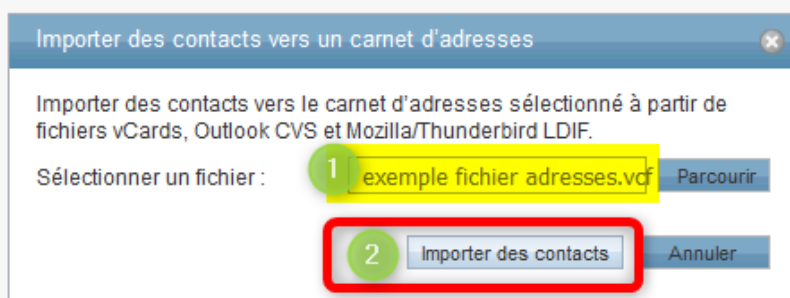 Importer des contacts vers un carnet d'adresses
Importer des contacts vers le carnet d'adresses sélectionné à partir de
fichiers vCards, Outlook CVS et Mozilla/Thunderbird LDIF.
Sélectionner un fichier : 1 exemple fichier adresses.vcf Parcourir
2 Importer des contacts Annuler